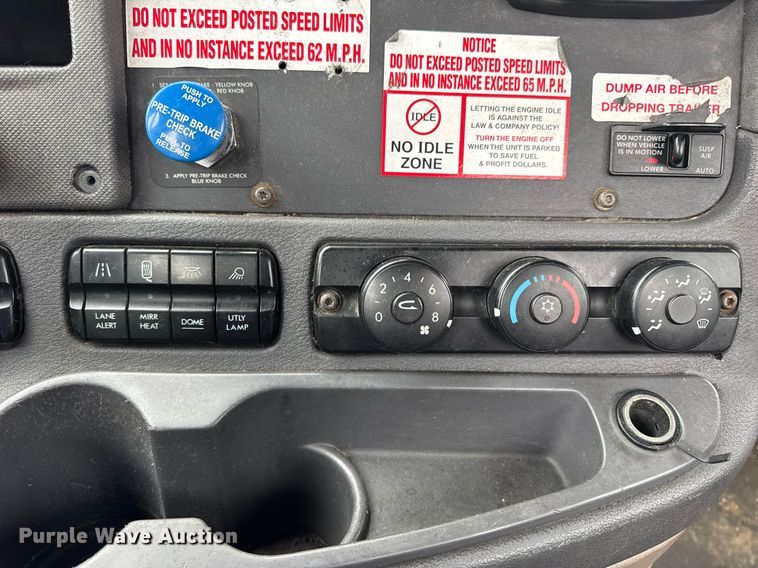 DO NOT EXCEED POSTED SPEED LIMITS
AND IN NO INSTANCE EXCEED 62 M.P.H.
NOTICE
DO NOT EXCEED POSTED SPEED LIMITS
AND IN NO INSTANCE EXCEED 65 M.P.H.
IDLE
NO IDLE
ZONE
LETTING THE ENGINE IDLE
IS AGAINST THE
LAW & COMPANY POLICY!
TURN THE ENGINE OFF
WHEN THE UNIT IS PARKED
TO SAVE FUEL
& PROFIT DOLLARS.
DUMP AIR BEFORE
DROPPING TRAILER
DO NOT LOWER
WHEN VEHICLE
IS IN MOTION
LOWER
SUSP
AIR
AUTO
YELLOW KNOB
RED KNOB
PUSH TO
APPLY
PRE-TRIP BRAKE
CHECK
PULL TO
RELEASE
3. APPLY PRE-TRIP BRAKE CHECK
BLUE KNOB
LANE
ALERT
MIRR
HEAT
DOME
UTLY
LAMP
0 2 4 6 8
Purple Wave Auction